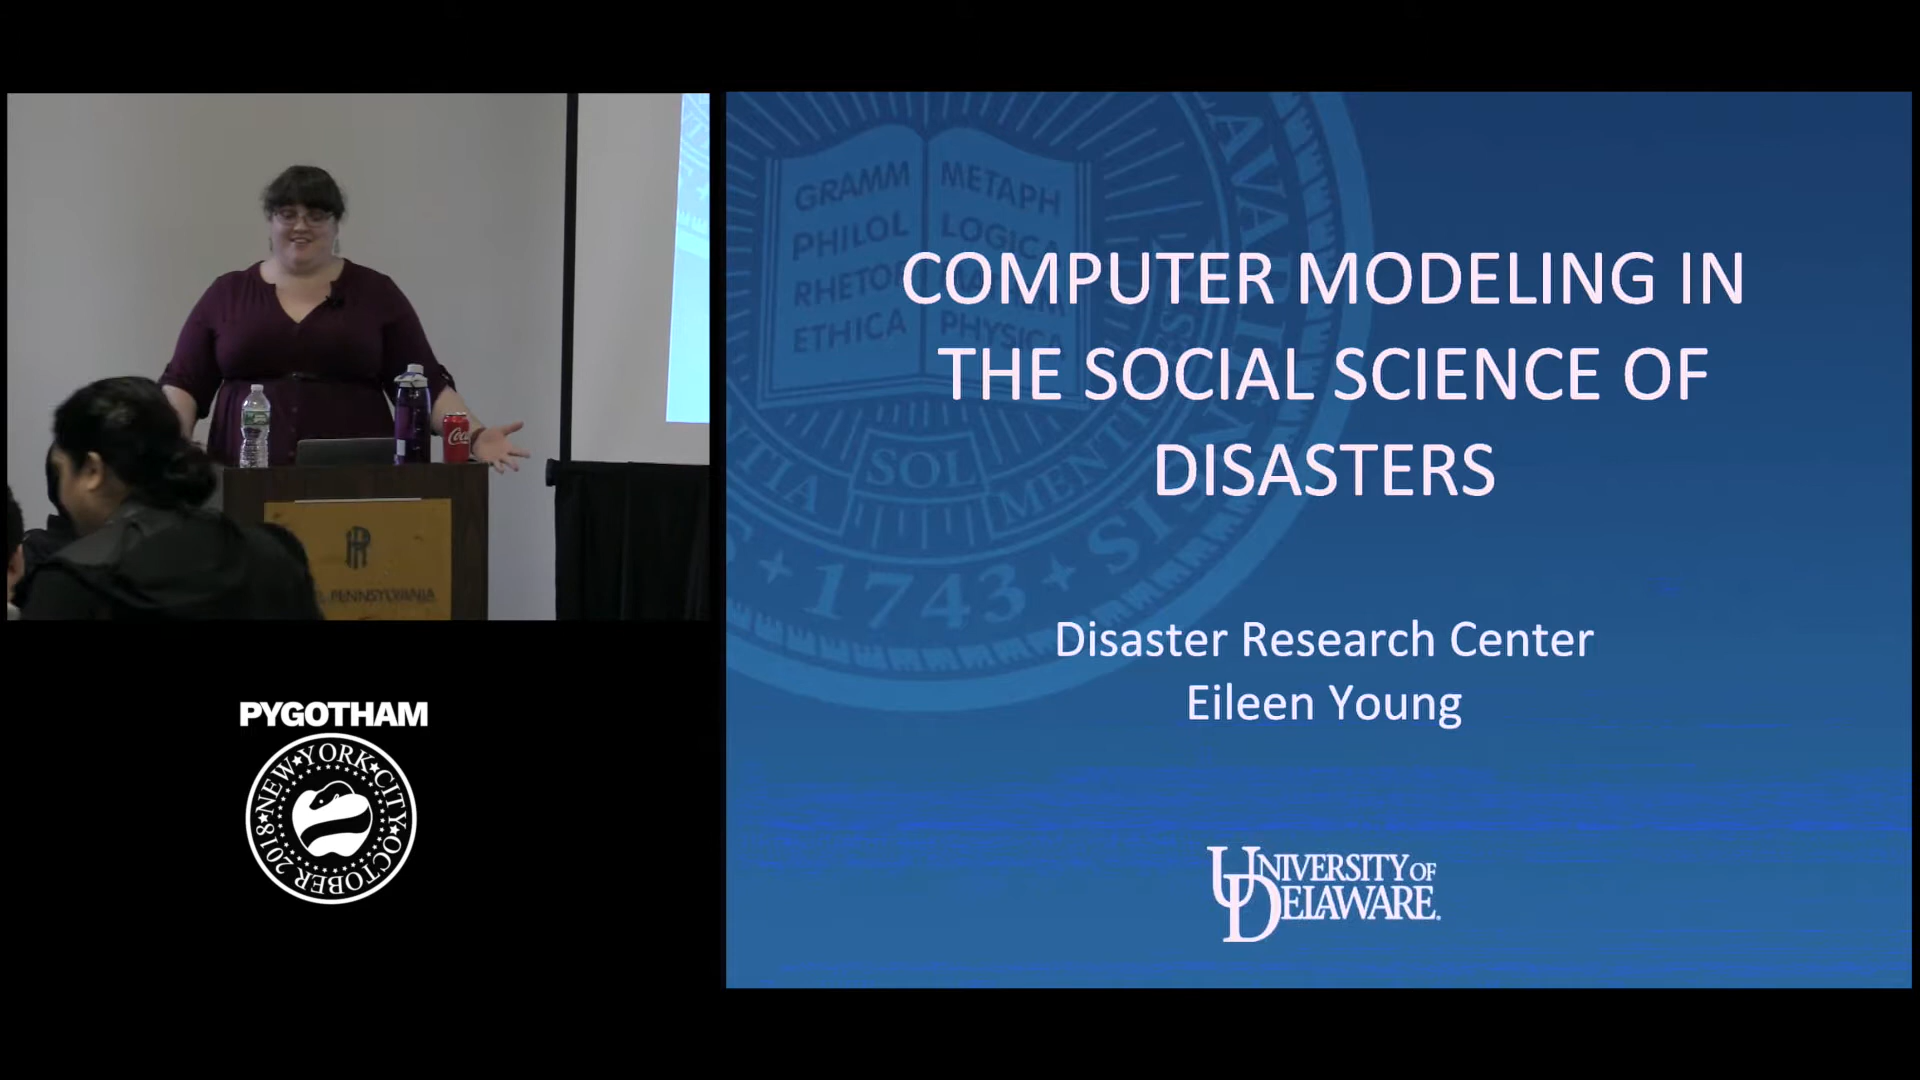 COMPUTER MODELING IN
THE SOCIAL SCIENCE OF
DISASTERS
Disaster Research Center
Eileen Young
UNIVERSITY OF
DELAWARE.
GRAMM
PHILOL
ETHICA
METAPH
LOGICA
PHYSICA
SOL
1743
PENNSYLVANIA
PYGOTHAM
NEW★YORK★CITY★OCTOBER★2018